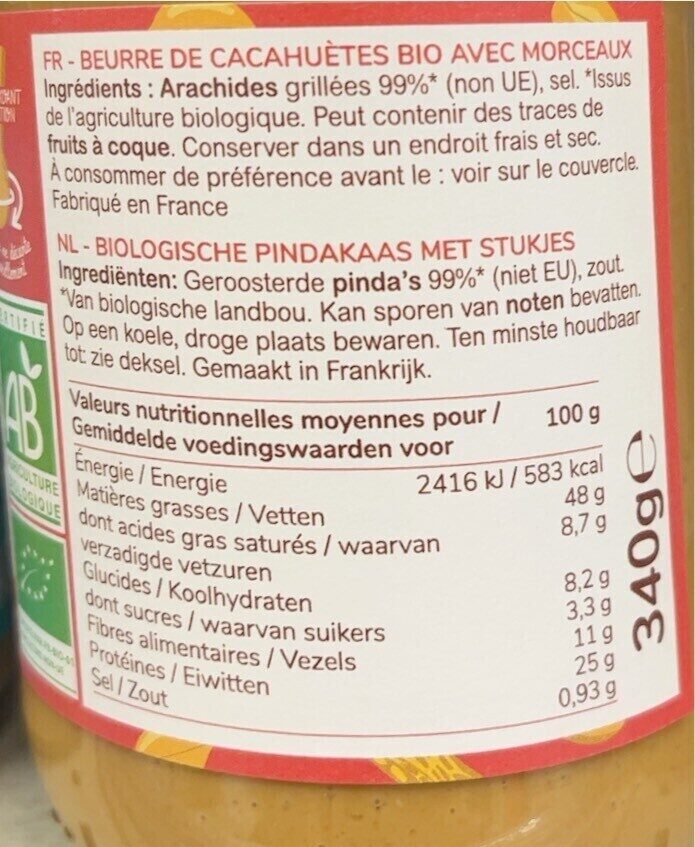 FR - BEURRE DE CACAHUÈTES BIO AVEC MORCEAUX
Ingrédients : Arachides grillées 99%* (non UE), sel. *Issus
de l'agriculture biologique. Peut contenir des traces de
fruits à coque. Conserver dans un endroit frais et sec.
À consommer de préférence avant le : voir sur le couvercle.
Fabriqué en France
NL - BIOLOGISCHE PINDAKAAS MET STUKJES
Ingrediënten: Geroosterde pinda's 99%* (niet EU), zout.
*Van biologische landbou. Kan sporen van noten bevatten.
Op een koele, droge plaats bewaren. Ten minste houdbaar
tot: zie deksel. Gemaakt in Frankrijk.
Valeurs nutritionnelles moyennes pour / 100 g
Gemiddelde voedingswaarden voor
Énergie / Energie 2416 kJ / 583 kcal
Matières grasses / Vetten 48 g
dont acides gras saturés / waarvan 8,7 g
verzadigde vetzuren
Glucides / Koolhydraten 8,2 g
dont sucres / waarvan suikers 3,3 g
Fibres alimentaires / Vezels 11 g
Protéines / Eiwitten 25 g
Sel / Zout 0,93 g
340g e
AB